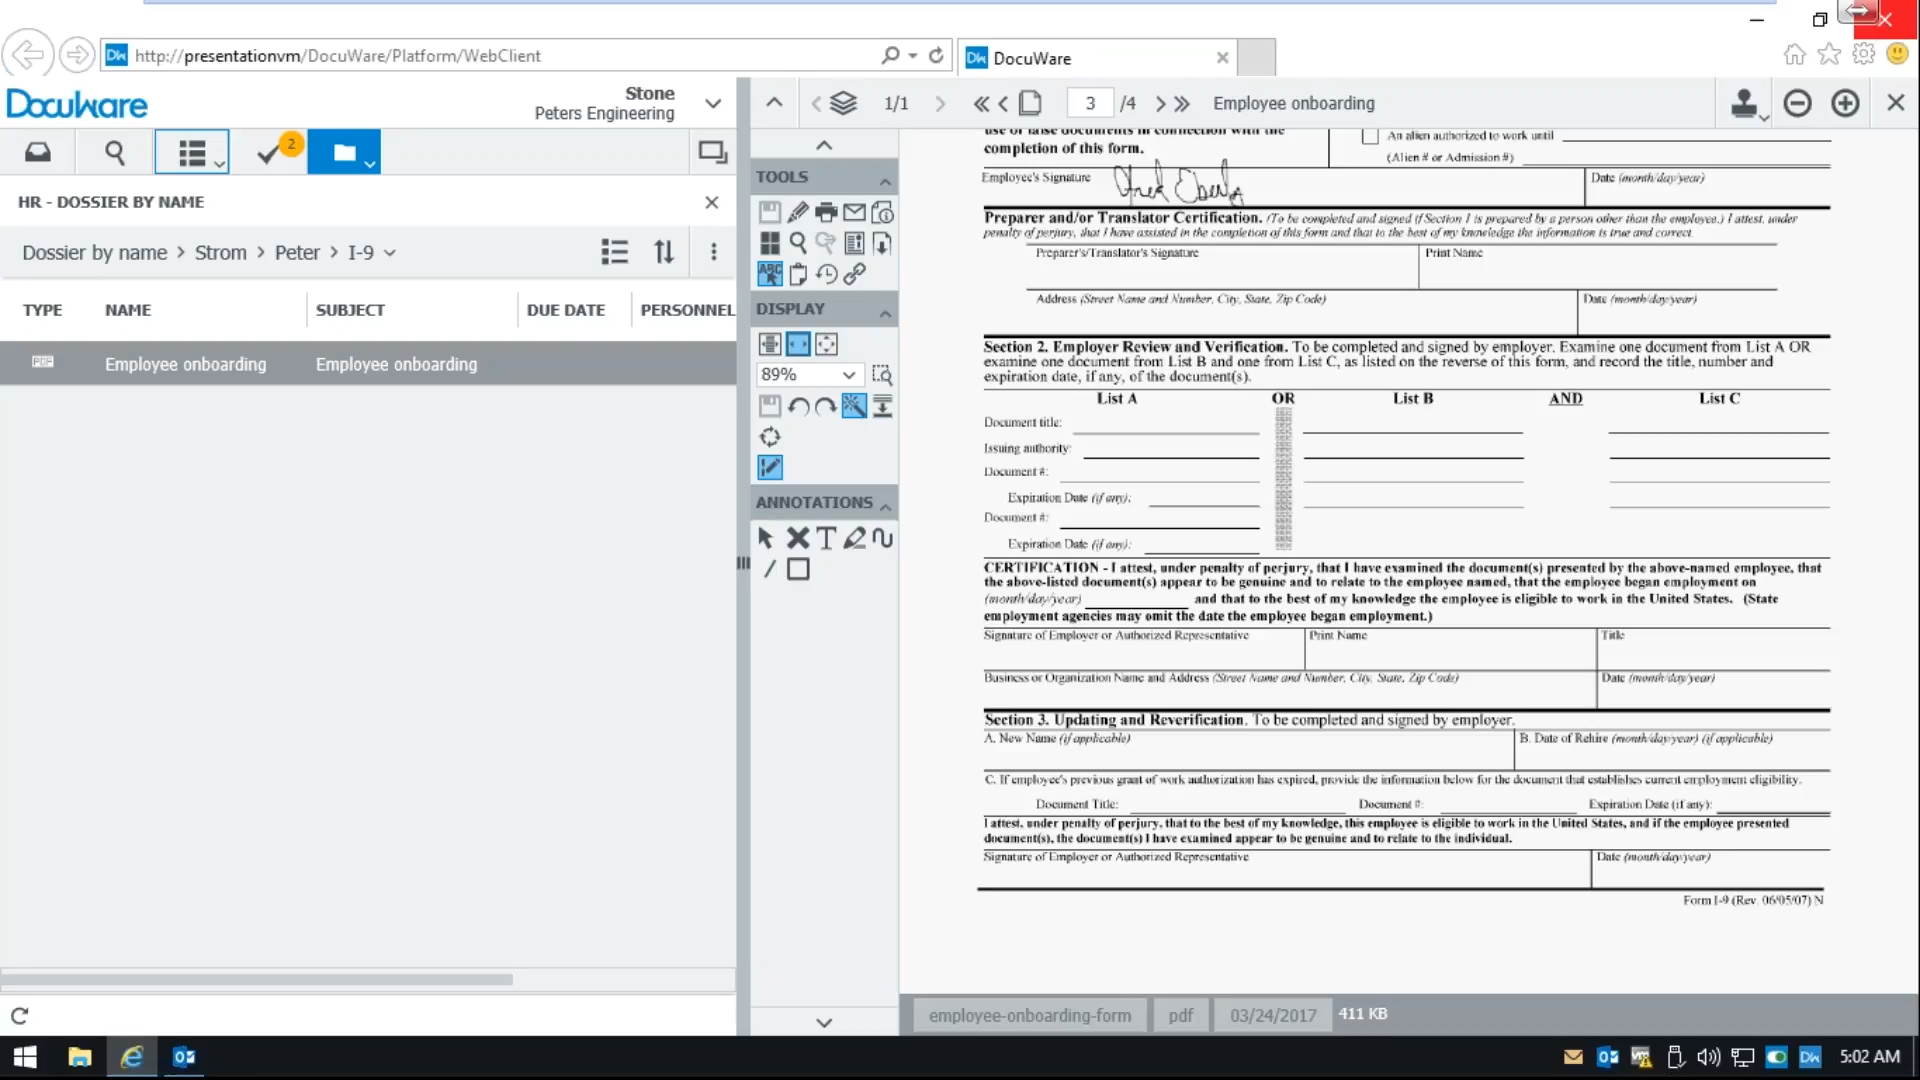 http://presentationvm/DocuWare/Platform/WebClient
DW DocuWare
DocuWare
Stone
Peters Engineering
1/1
3 /4
Employee onboarding
2
HR - DOSSIER BY NAME
Dossier by name > Strom > Peter > I-9
TYPE NAME SUBJECT DUE DATE PERSONNEL
PDF Employee onboarding Employee onboarding
TOOLS
ABC
DISPLAY
89%
ANNOTATIONS
use of false documents in connection with the
completion of this form.
An alien authorized to work until
(Alien # or Admission #)
Employee's Signature
Date (month/day/year)
Preparer and/or Translator Certification. (To be completed and signed if Section 1 is prepared by a person other than the employee.) I attest, under
penalty of perjury, that I have assisted in the completion of this form and that to the best of my knowledge the information is true and correct.
Preparer's/Translator's Signature
Print Name
Address (Street Name and Number, City, State, Zip Code)
Date (month/day/year)
Section 2. Employer Review and Verification. To be completed and signed by employer. Examine one document from List A OR
examine one document from List B and one from List C, as listed on the reverse of this form, and record the title, number and
expiration date, if any, of the document(s).
List A OR List B AND List C
Document title:
Issuing authority:
Document #:
Expiration Date (if any):
Document #:
Expiration Date (if any):
CERTIFICATION - I attest, under penalty of perjury, that I have examined the document(s) presented by the above-named employee, that
the above-listed document(s) appear to be genuine and to relate to the employee named, that the employee began employment on
(month/day/year) and that to the best of my knowledge the employee is eligible to work in the United States. (State
employment agencies may omit the date the employee began employment.)
Signature of Employer or Authorized Representative
Print Name
Title
Business or Organization Name and Address (Street Name and Number, City, State, Zip Code)
Date (month/day/year)
Section 3. Updating and Reverification. To be completed and signed by employer.
A. New Name (if applicable)
B. Date of Rehire (month/day/year) (if applicable)
C. If employee's previous grant of work authorization has expired, provide the information below for the document that establishes current employment eligibility.
Document Title: Document #: Expiration Date (if any):
I attest, under penalty of perjury, that to the best of my knowledge, this employee is eligible to work in the United States, and if the employee presented
document(s), the document(s) I have examined appear to be genuine and to relate to the individual.
Signature of Employer or Authorized Representative
Date (month/day/year)
Form I-9 (Rev. 06/05/07) N
employee-onboarding-form pdf 03/24/2017 411 KB
5:02 AM